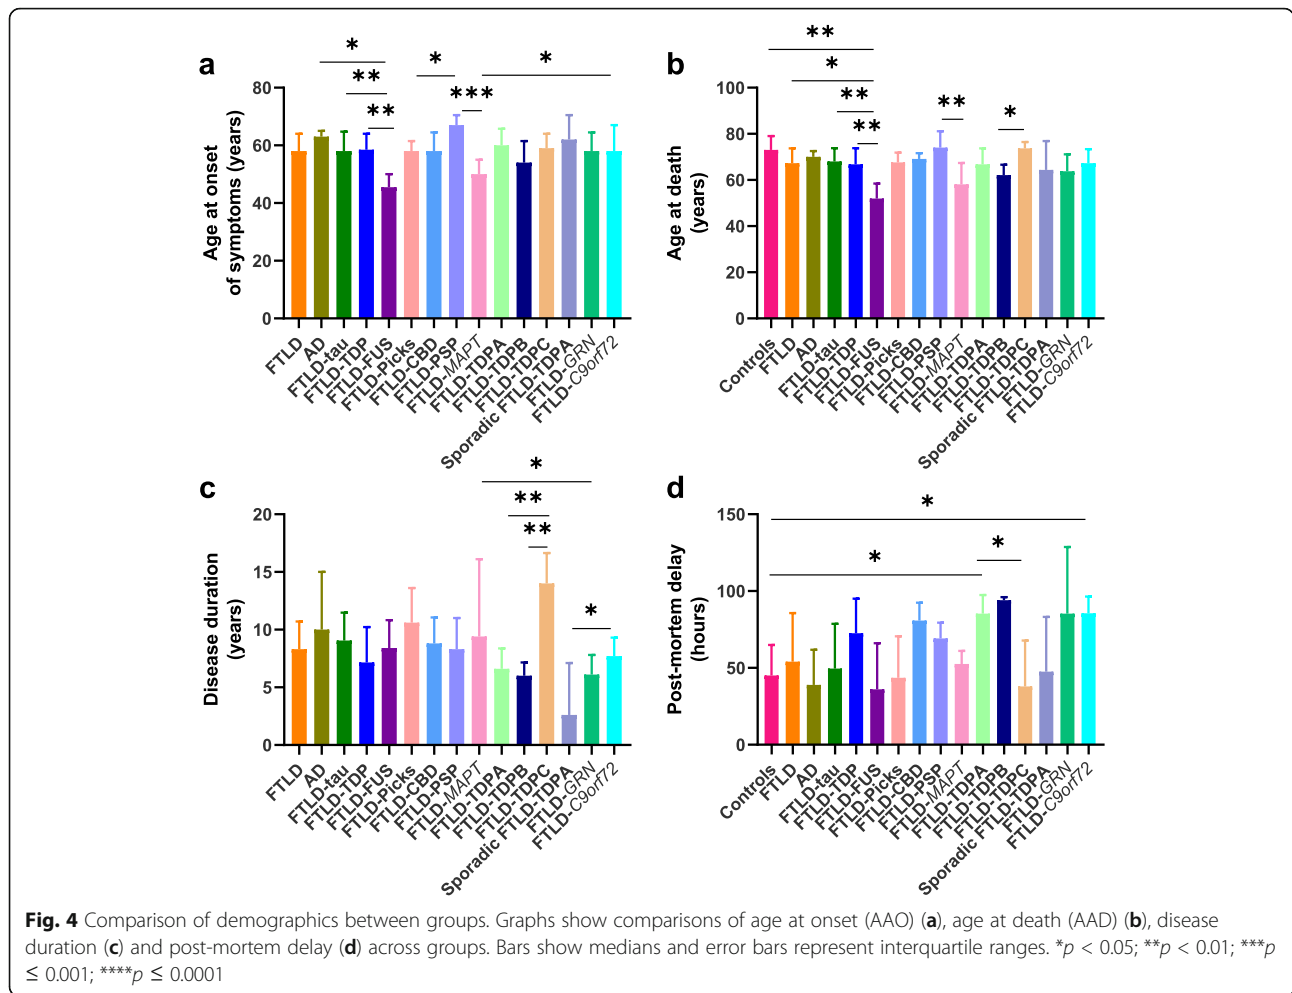 a
*
**
**
*
***
*
Age at onset
of symptoms (years)
80
60
40
20
0
FTLD
AD
FTLD-tau
FTLD-TDP
FTLD-FUS
FTLD-Picks
FTLD-CBD
FTLD-PSP
FTLD-MAPT
FTLD-TDPA
FTLD-TDPB
FTLD-TDPC
Sporadic FTLD-TDPA
FTLD-GRN
FTLD-C9orf72
b
**
*
**
**
**
*
Age at death
(years)
100
80
60
40
20
0
Controls
FTLD
AD
FTLD-tau
FTLD-TDP
FTLD-FUS
FTLD-Picks
FTLD-CBD
FTLD-PSP
FTLD-MAPT
FTLD-TDPA
FTLD-TDPB
FTLD-TDPC
Sporadic FTLD-TDPA
FTLD-GRN
FTLD-C9orf72
c
*
**
**
*
Disease duration
(years)
20
15
10
5
0
FTLD
AD
FTLD-tau
FTLD-TDP
FTLD-FUS
FTLD-Picks
FTLD-CBD
FTLD-PSP
FTLD-MAPT
FTLD-TDPA
FTLD-TDPB
FTLD-TDPC
Sporadic FTLD-TDPA
FTLD-GRN
FTLD-C9orf72
d
*
*
*
Post-mortem delay
(hours)
150
100
50
0
Controls
FTLD
AD
FTLD-tau
FTLD-TDP
FTLD-FUS
FTLD-Picks
FTLD-CBD
FTLD-PSP
FTLD-MAPT
FTLD-TDPA
FTLD-TDPB
FTLD-TDPC
Sporadic FTLD-TDPA
FTLD-GRN
FTLD-C9orf72
Fig. 4 Comparison of demographics between groups. Graphs show comparisons of age at onset (AAO) (a), age at death (AAD) (b), disease
duration (c) and post-mortem delay (d) across groups. Bars show medians and error bars represent interquartile ranges. *p < 0.05; **p < 0.01; ***p
≤ 0.001; ****p ≤ 0.0001